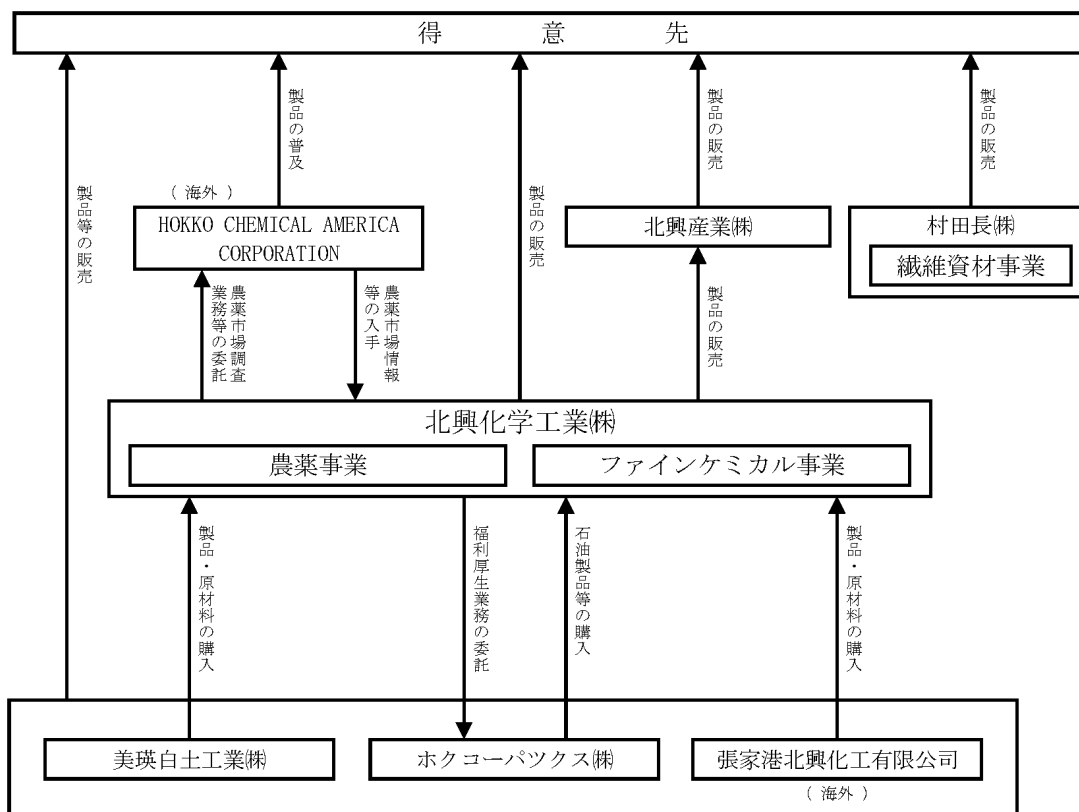 得意先
製品等の販売
製品の普及
製品の販売
製品の販売
製品の販売
（海外）
HOKKO CHEMICAL AMERICA
CORPORATION
北興産業㈱
村田長㈱
繊維資材事業
農薬市場調査
業務等の委託
農薬市場情報
等の入手
製品の販売
北興化学工業㈱
農薬事業
ファインケミカル事業
製品・原材料の購入
福利厚生業務の委託
石油製品等の購入
製品・原材料の購入
美瑛白土工業㈱
ホクコーパツクス㈱
張家港北興化工有限公司
（海外）